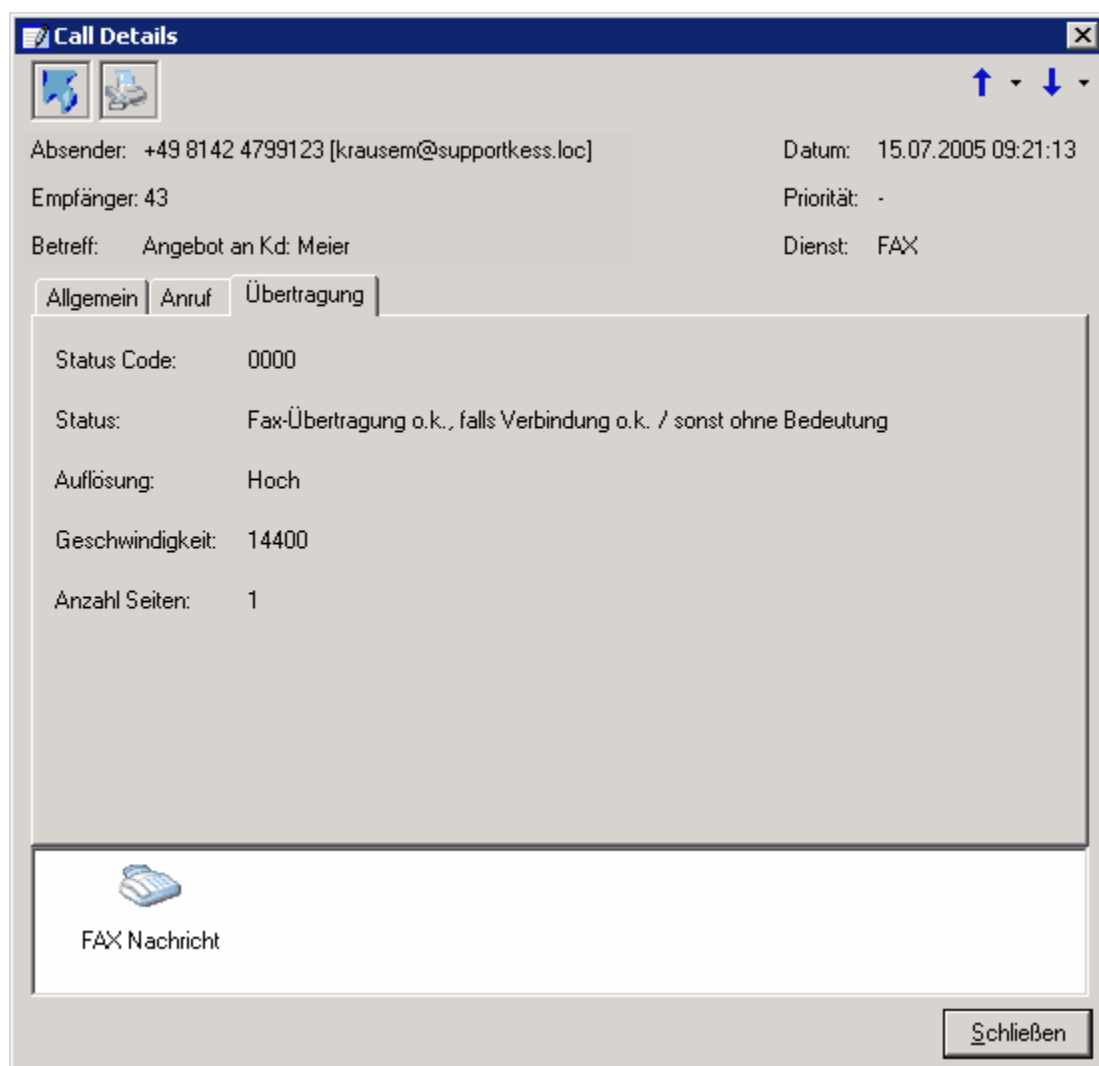 Call Details
Absender: +49 8142 4799123 [krausem@supportkess.loc]
Datum: 15.07.2005 09:21:13
Empfänger: 43
Priorität: -
Betreff: Angebot an Kd: Meier
Dienst: FAX
Allgemein Anruf Übertragung
Status Code: 0000
Status: Fax-Übertragung o.k., falls Verbindung o.k. / sonst ohne Bedeutung
Auflösung: Hoch
Geschwindigkeit: 14400
Anzahl Seiten: 1
FAX Nachricht
Schließen